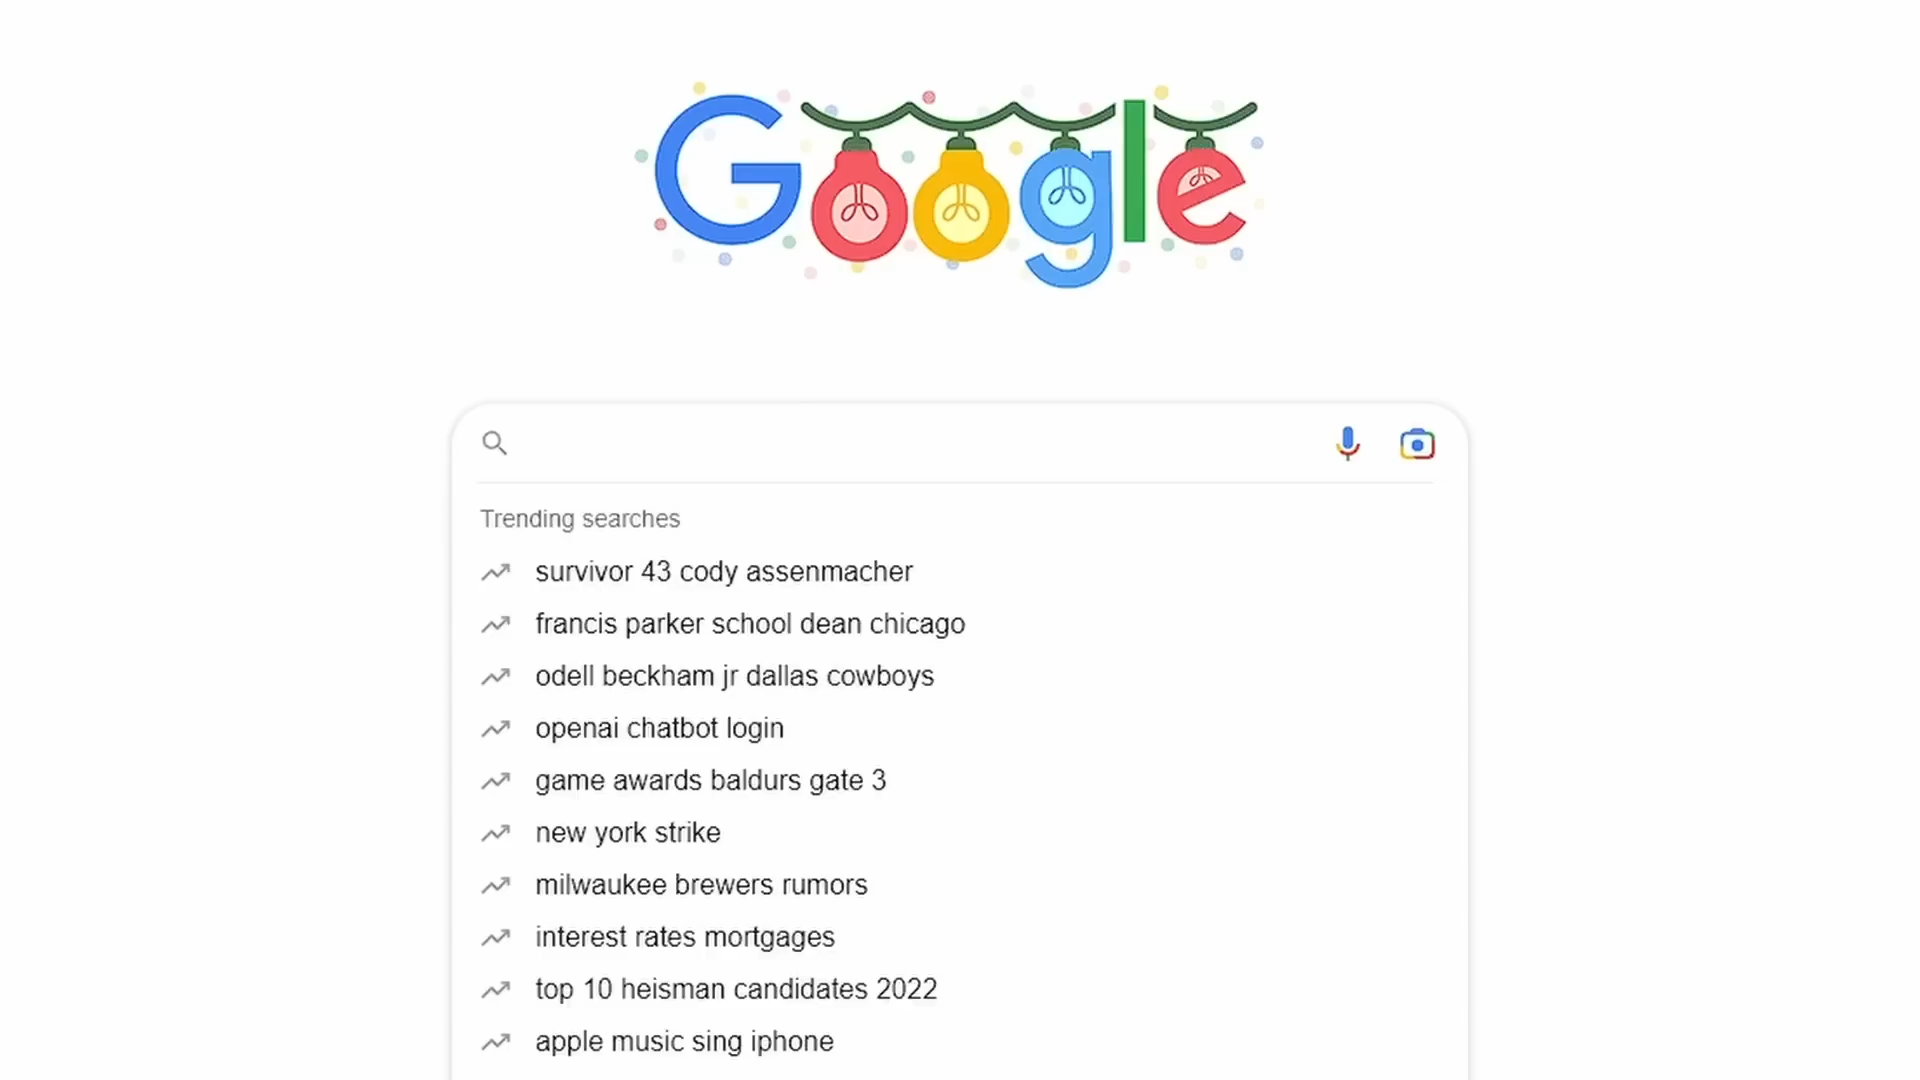 Google
Trending searches
survivor 43 cody assenmacher
francis parker school dean chicago
odell beckham jr dallas cowboys
openai chatbot login
game awards baldurs gate 3
new york strike
milwaukee brewers rumors
interest rates mortgages
top 10 heisman candidates 2022
apple music sing iphone